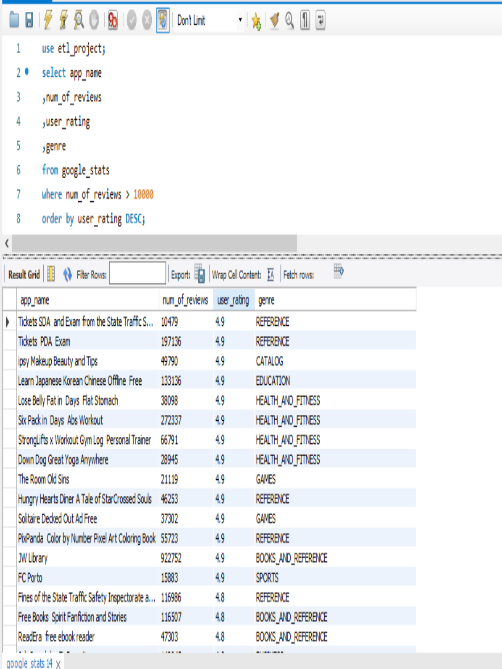 Don't Limit
1 use etl_project;
2 select app_name
3 ,num_of_reviews
4 ,user_rating
5 ,genre
6 from google_stats
7 where num_of_reviews > 10000
8 order by user_rating DESC;
Result Grid Filter Rows: Export: Wrap Cell Content: Fetch rows:
app_name num_of_reviews user_rating genre
Tickets SDA and Exam from the State Traffic S... 10479 4.9 REFERENCE
Tickets PDA Exam 197136 4.9 REFERENCE
ipsy Makeup Beauty and Tips 49790 4.9 CATALOG
Learn Japanese Korean Chinese Offline Free 133136 4.9 EDUCATION
Lose Belly Fat in Days Flat Stomach 38098 4.9 HEALTH_AND_FITNESS
Six Pack in Days Abs Workout 272337 4.9 HEALTH_AND_FITNESS
StrongLifts x Workout Gym Log Personal Trainer 66791 4.9 HEALTH_AND_FITNESS
Down Dog Great Yoga Anywhere 28945 4.9 HEALTH_AND_FITNESS
The Room Old Sins 21119 4.9 GAMES
Hungry Hearts Diner A Tale of StarCrossed Souls 46253 4.9 REFERENCE
Solitaire Decked Out Ad Free 37302 4.9 GAMES
PixPanda Color by Number Pixel Art Coloring Book 55723 4.9 REFERENCE
JW Library 922752 4.9 BOOKS_AND_REFERENCE
FC Porto 15883 4.9 SPORTS
Fines of the State Traffic Safety Inspectorate a... 116986 4.8 REFERENCE
Free Books Spirit Fanfiction and Stories 116507 4.8 BOOKS_AND_REFERENCE
ReadEra free ebook reader 47303 4.8 BOOKS_AND_REFERENCE
google_stats 14 x